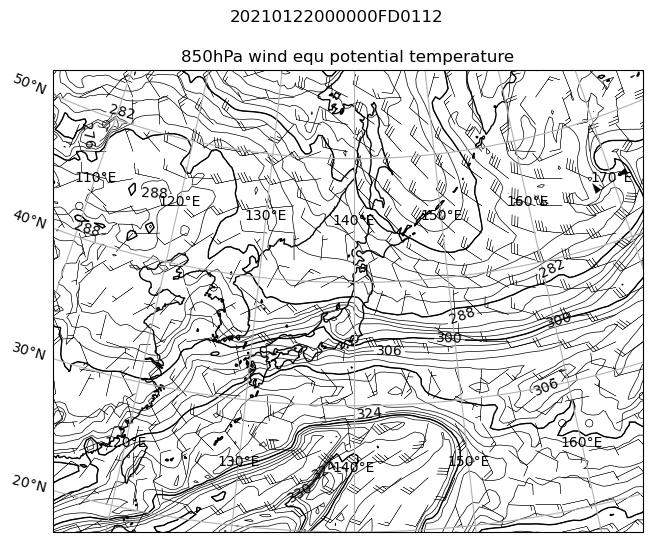 20210122000000FD0112
850hPa wind equ potential temperature
50°N
282
110°E
170°E
288
120°E
130°E
140°E
150°E
160°E
40°N
288
282
288
300
300
30°N
306
306
324
120°E
160°E
130°E
140°E
150°E
20°N